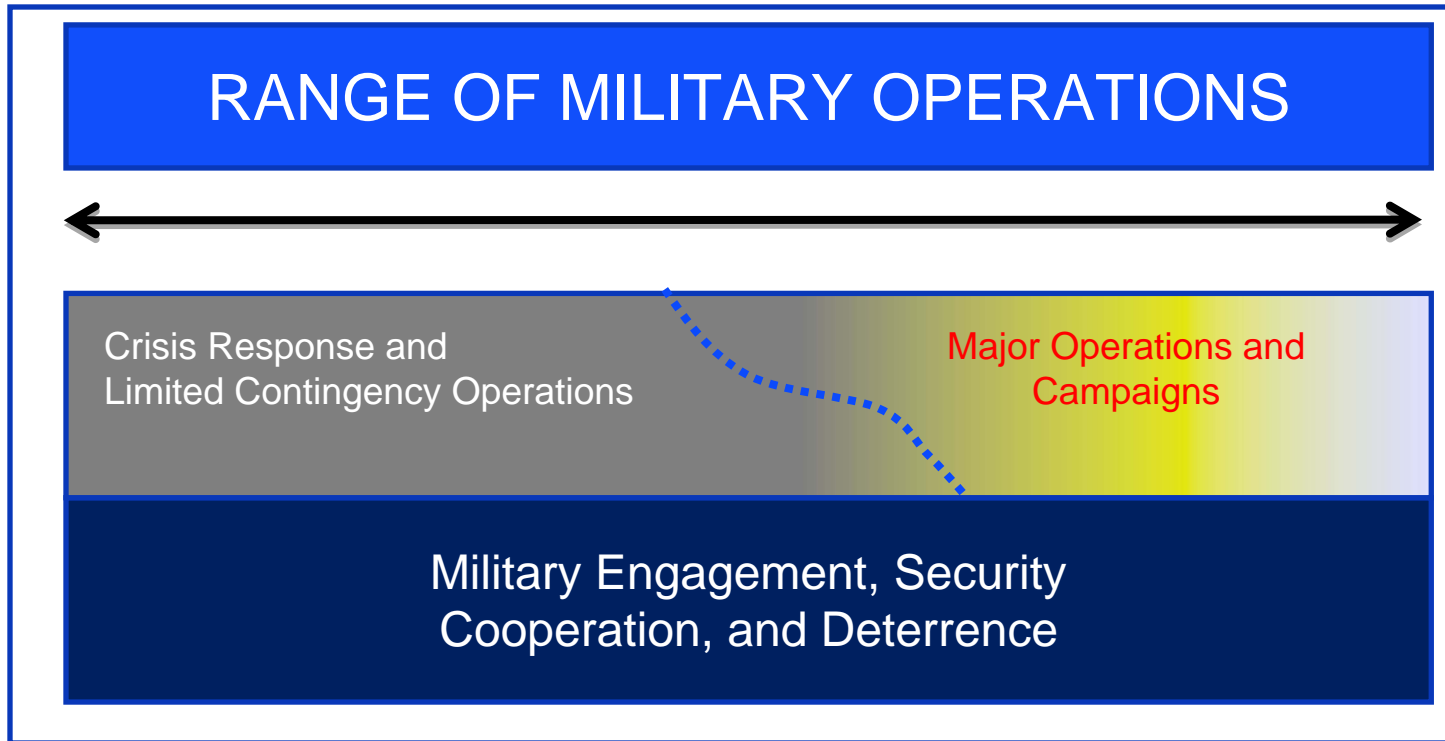 RANGE OF MILITARY OPERATIONS
Crisis Response and
Limited Contingency Operations
Major Operations and
Campaigns
Military Engagement, Security
Cooperation, and Deterrence